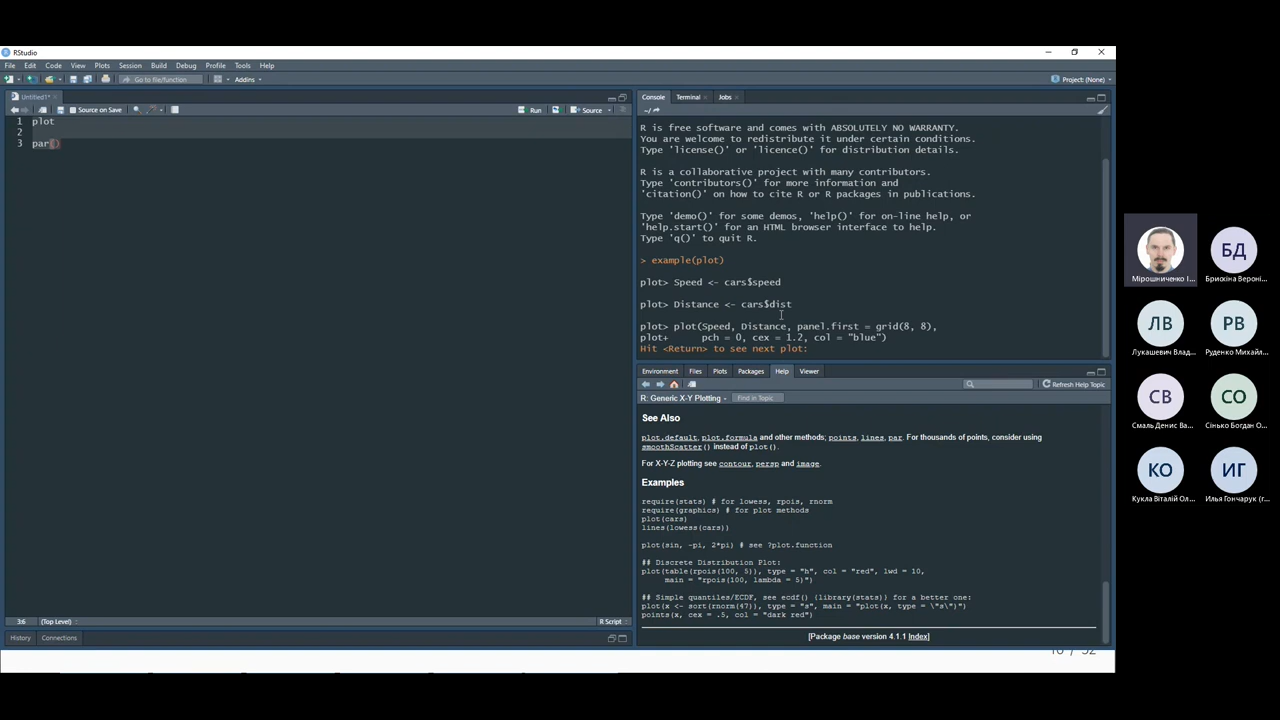 RStudio
File Edit Code View Plots Session Build Debug Profile Tools Help
Go to file/function Addins Project: (None)
Untitled1*
Source on Save Run Source
1 plot
2
3 par()
3:6 (Top Level) R Script
History Connections
Console Terminal Jobs
~/
R is free software and comes with ABSOLUTELY NO WARRANTY.
You are welcome to redistribute it under certain conditions.
Type 'license()' or 'licence()' for distribution details.
R is a collaborative project with many contributors.
Type 'contributors()' for more information and
'citation()' on how to cite R or R packages in publications.
Type 'demo()' for some demos, 'help()' for on-line help, or
'help.start()' for an HTML browser interface to help.
Type 'q()' to quit R.
> example(plot)
plot> Speed <- cars$speed
plot> Distance <- cars$dist
plot> plot(Speed, Distance, panel.first = grid(8, 8),
plot+ pch = 0, cex = 1.2, col = "blue")
Hit <Return> to see next plot:
Environment Files Plots Packages Help Viewer
Refresh Help Topic
R: Generic X-Y Plotting Find in Topic
See Also
plot.default, plot.formula and other methods; points, lines, par. For thousands of points, consider using
smoothScatter() instead of plot().
For X-Y-Z plotting see contour, persp and image.
Examples
require(stats) # for lowess, rpois, rnorm
require(graphics) # for plot methods
plot(cars)
lines(lowess(cars))
plot(sin, -pi, 2*pi) # see ?plot.function
## Discrete Distribution Plot:
plot(table(rpois(100, 5)), type = "h", col = "red", lwd = 10,
main = "rpois(100, lambda = 5)")
## Simple quantiles/ECDF, see ecdf() {library(stats)} for a better one:
plot(x <- sort(rnorm(47)), type = "s", main = "plot(x, type = \"s\")")
points(x, cex = .5, col = "dark red")
[Package base version 4.1.1 Index]
Мірошниченко І...
БД
Брискіна Вероні...
ЛВ
Лукашевич Влад...
РВ
Руденко Михайл...
СВ
Смаль Денис Ва...
СО
Сінько Богдан О...
КО
Кукла Віталій Ол...
ИГ
Илья Гончарук (г...